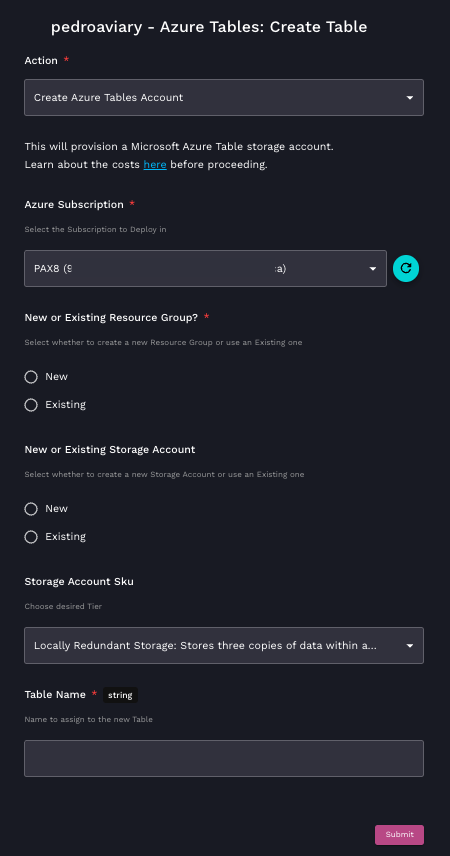 pedroaviary - Azure Tables: Create Table
Action *
Create Azure Tables Account
This will provision a Microsoft Azure Table storage account.
Learn about the costs here before proceeding.
Azure Subscription *
Select the Subscription to Deploy in
PAX8 (9 a)
New or Existing Resource Group? *
Select whether to create a new Resource Group or use an Existing one
New
Existing
New or Existing Storage Account
Select whether to create a new Storage Account or use an Existing one
New
Existing
Storage Account Sku
Choose desired Tier
Locally Redundant Storage: Stores three copies of data within a...
Table Name * string
Name to assign to the new Table
Submit